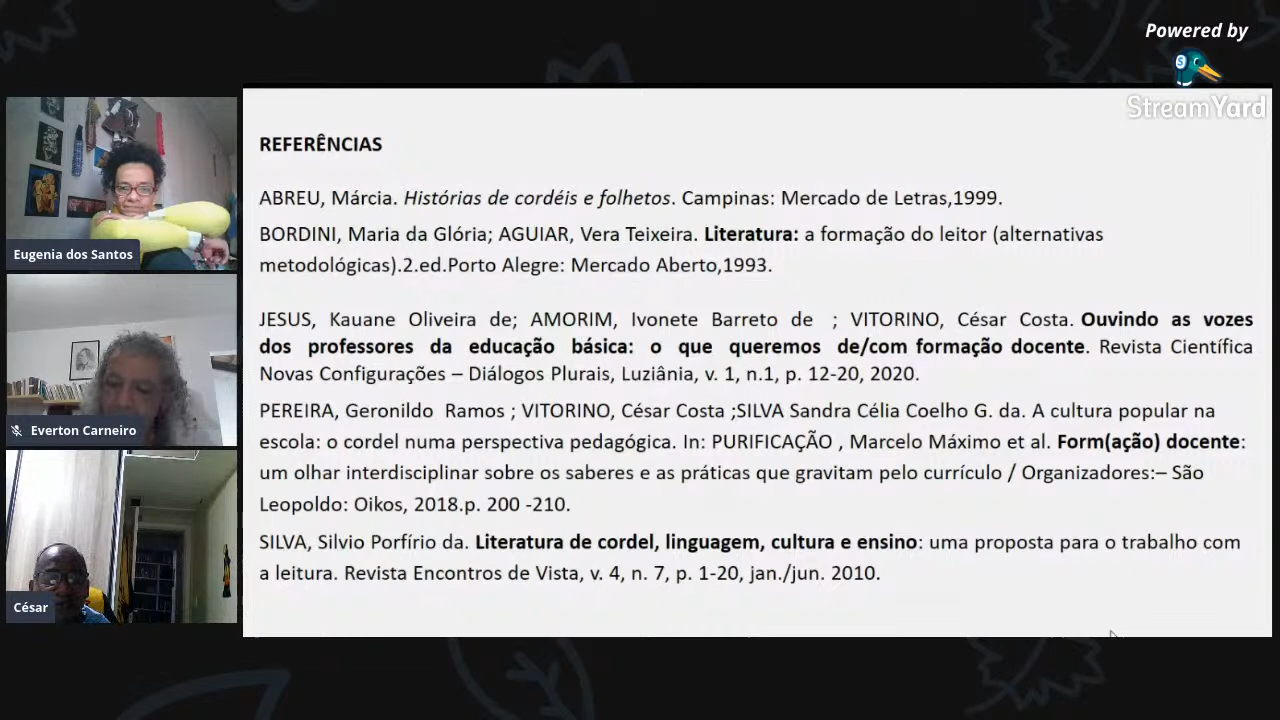 Powered by
StreamYard
Eugenia dos Santos
Everton Carneiro
César
REFERÊNCIAS
ABREU, Márcia. Histórias de cordéis e folhetos. Campinas: Mercado de Letras,1999.
BORDINI, Maria da Glória; AGUIAR, Vera Teixeira. Literatura: a formação do leitor (alternativas
metodológicas).2.ed.Porto Alegre: Mercado Aberto,1993.
JESUS, Kauane Oliveira de; AMORIM, Ivonete Barreto de ; VITORINO, César Costa. Ouvindo as vozes
dos professores da educação básica: o que queremos de/com formação docente. Revista Científica
Novas Configurações – Diálogos Plurais, Luziânia, v. 1, n.1, p. 12-20, 2020.
PEREIRA, Geronildo Ramos ; VITORINO, César Costa ;SILVA Sandra Célia Coelho G. da. A cultura popular na
escola: o cordel numa perspectiva pedagógica. In: PURIFICAÇÃO , Marcelo Máximo et al. Form(ação) docente:
um olhar interdisciplinar sobre os saberes e as práticas que gravitam pelo currículo / Organizadores:– São
Leopoldo: Oikos, 2018.p. 200 -210.
SILVA, Silvio Porfírio da. Literatura de cordel, linguagem, cultura e ensino: uma proposta para o trabalho com
a leitura. Revista Encontros de Vista, v. 4, n. 7, p. 1-20, jan./jun. 2010.